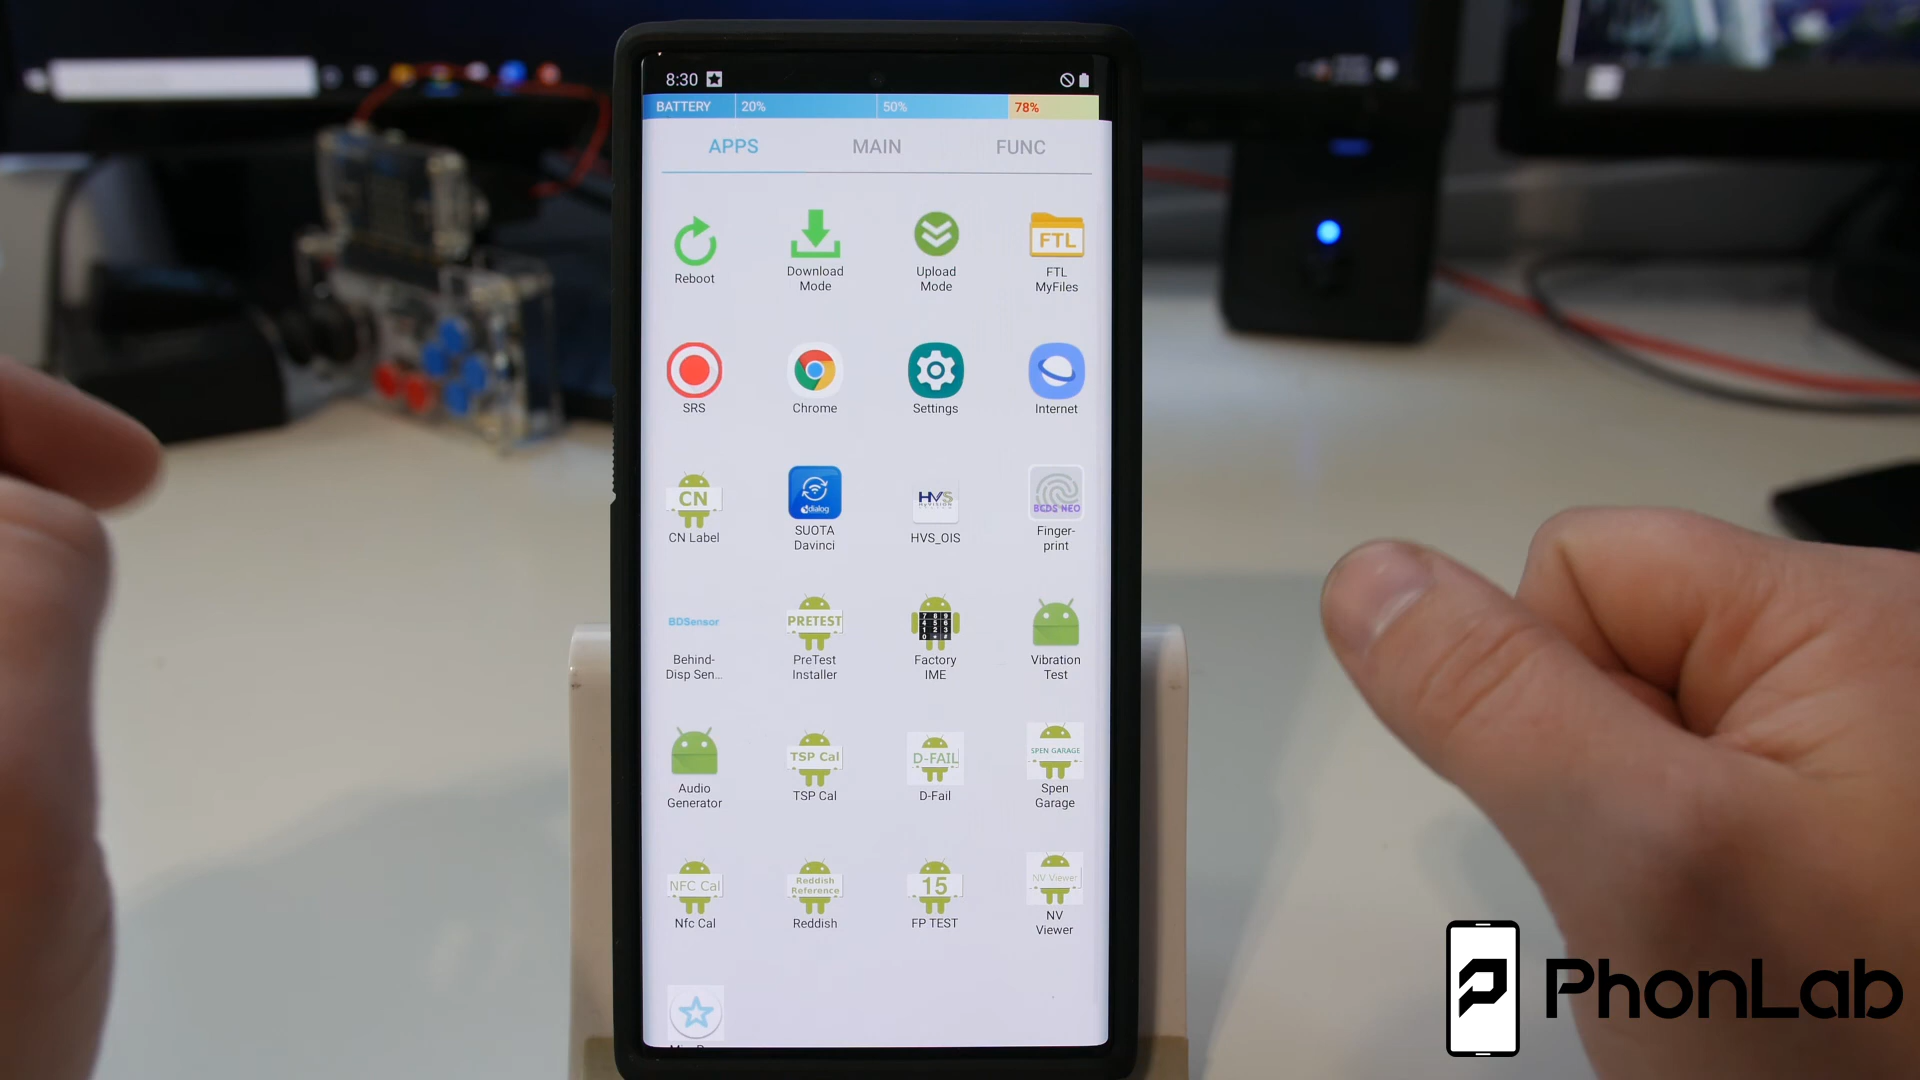 8:30
BATTERY 20% 50% 78%
APPS MAIN FUNC
Reboot
Download
Mode
Upload
Mode
FTL
FTL
MyFiles
SRS
Chrome
Settings
Internet
CN
CN Label
dialog
SUOTA
Davinci
HVS
HVS_OIS
BCDS NEO
Finger-
print
BDSensor
Behind-
Disp Sen...
PRETEST
PreTest
Installer
Factory
IME
Vibration
Test
Audio
Generator
TSP Cal
TSP Cal
D-FAIL
D-Fail
SPEN GARAGE
Spen
Garage
NFC Cal
Nfc Cal
Reddish
Reference
Reddish
15
FP TEST
NV Viewer
NV
Viewer
PhonLab